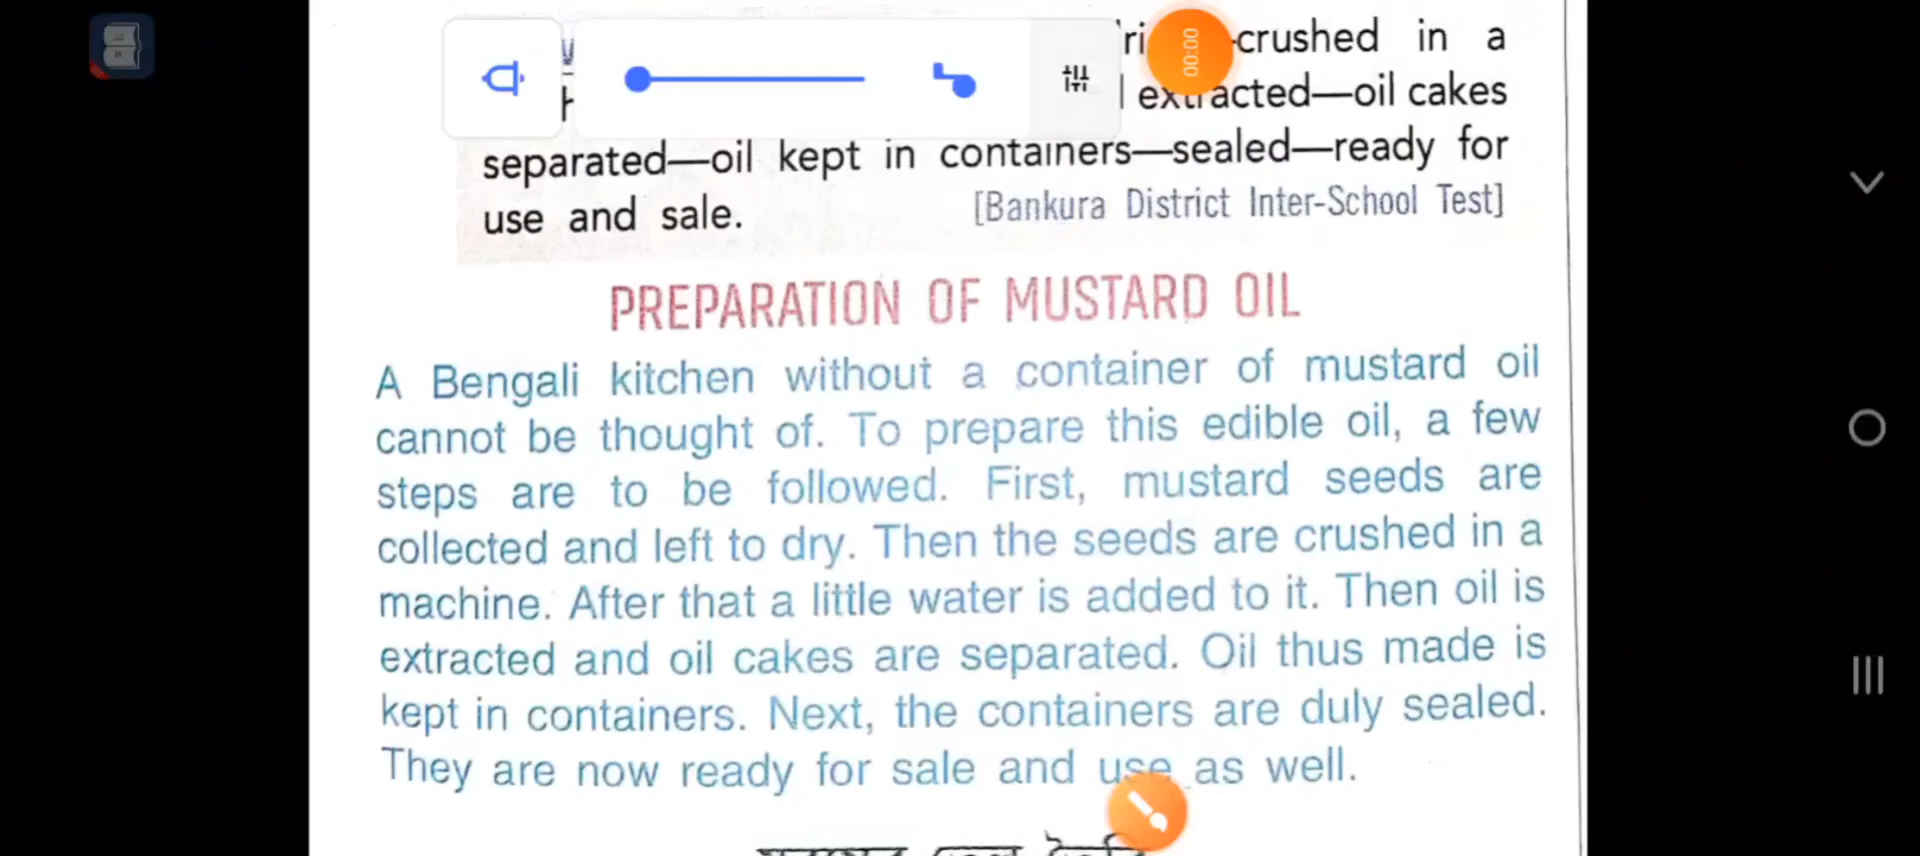 crushed in a
extracted—oil cakes
separated—oil kept in containers—sealed—ready for
use and sale. [Bankura District Inter-School Test]
PREPARATION OF MUSTARD OIL
A Bengali kitchen without a container of mustard oil
cannot be thought of. To prepare this edible oil, a few
steps are to be followed. First, mustard seeds are
collected and left to dry. Then the seeds are crushed in a
machine. After that a little water is added to it. Then oil is
extracted and oil cakes are separated. Oil thus made is
kept in containers. Next, the containers are duly sealed.
They are now ready for sale and use as well.
00:00